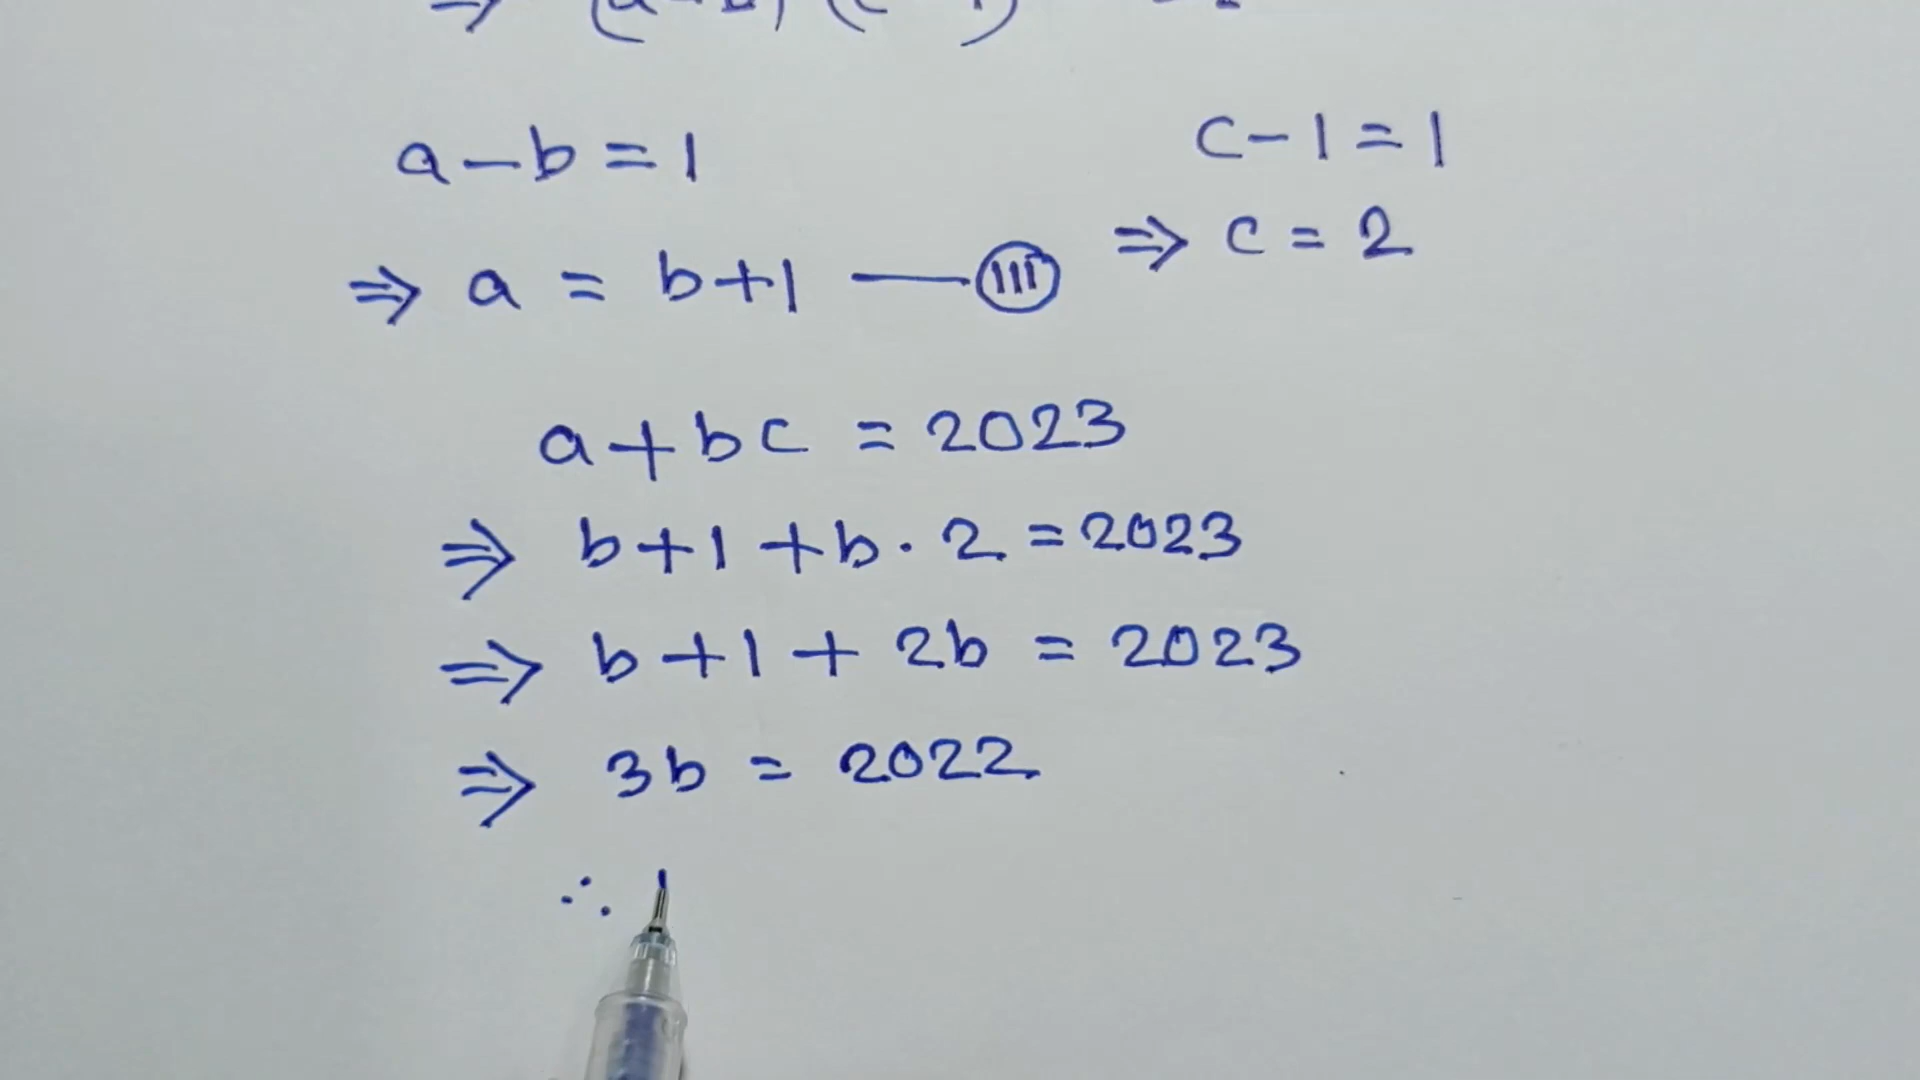 a - b = 1
c - 1 = 1
⇒ c = 2
⇒ a = b + 1 — (III)
a + bc = 2023
⇒ b + 1 + b · 2 = 2023
⇒ b + 1 + 2b = 2023
⇒ 3b = 2022
∴